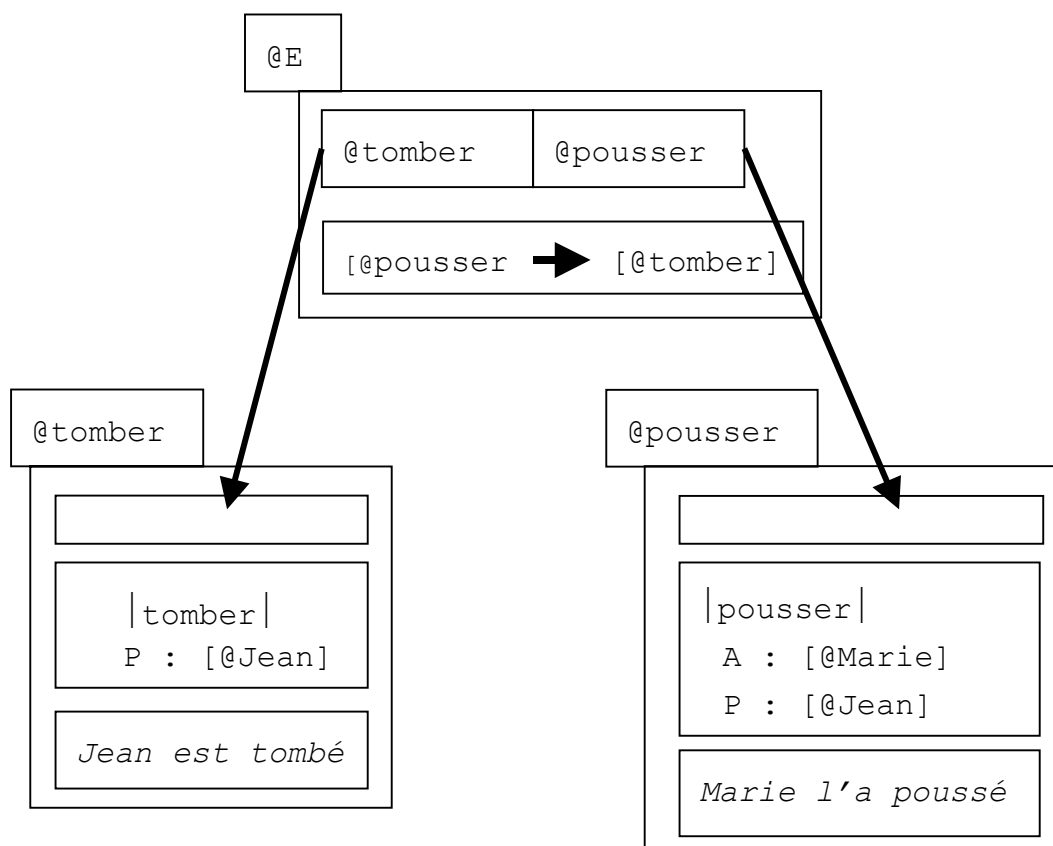 @E
@tomber @pousser
[@pousser → [@tomber]
@tomber
|tomber|
P : [@Jean]
Jean est tombé
@pousser
|pousser|
A : [@Marie]
P : [@Jean]
Marie l’a poussé